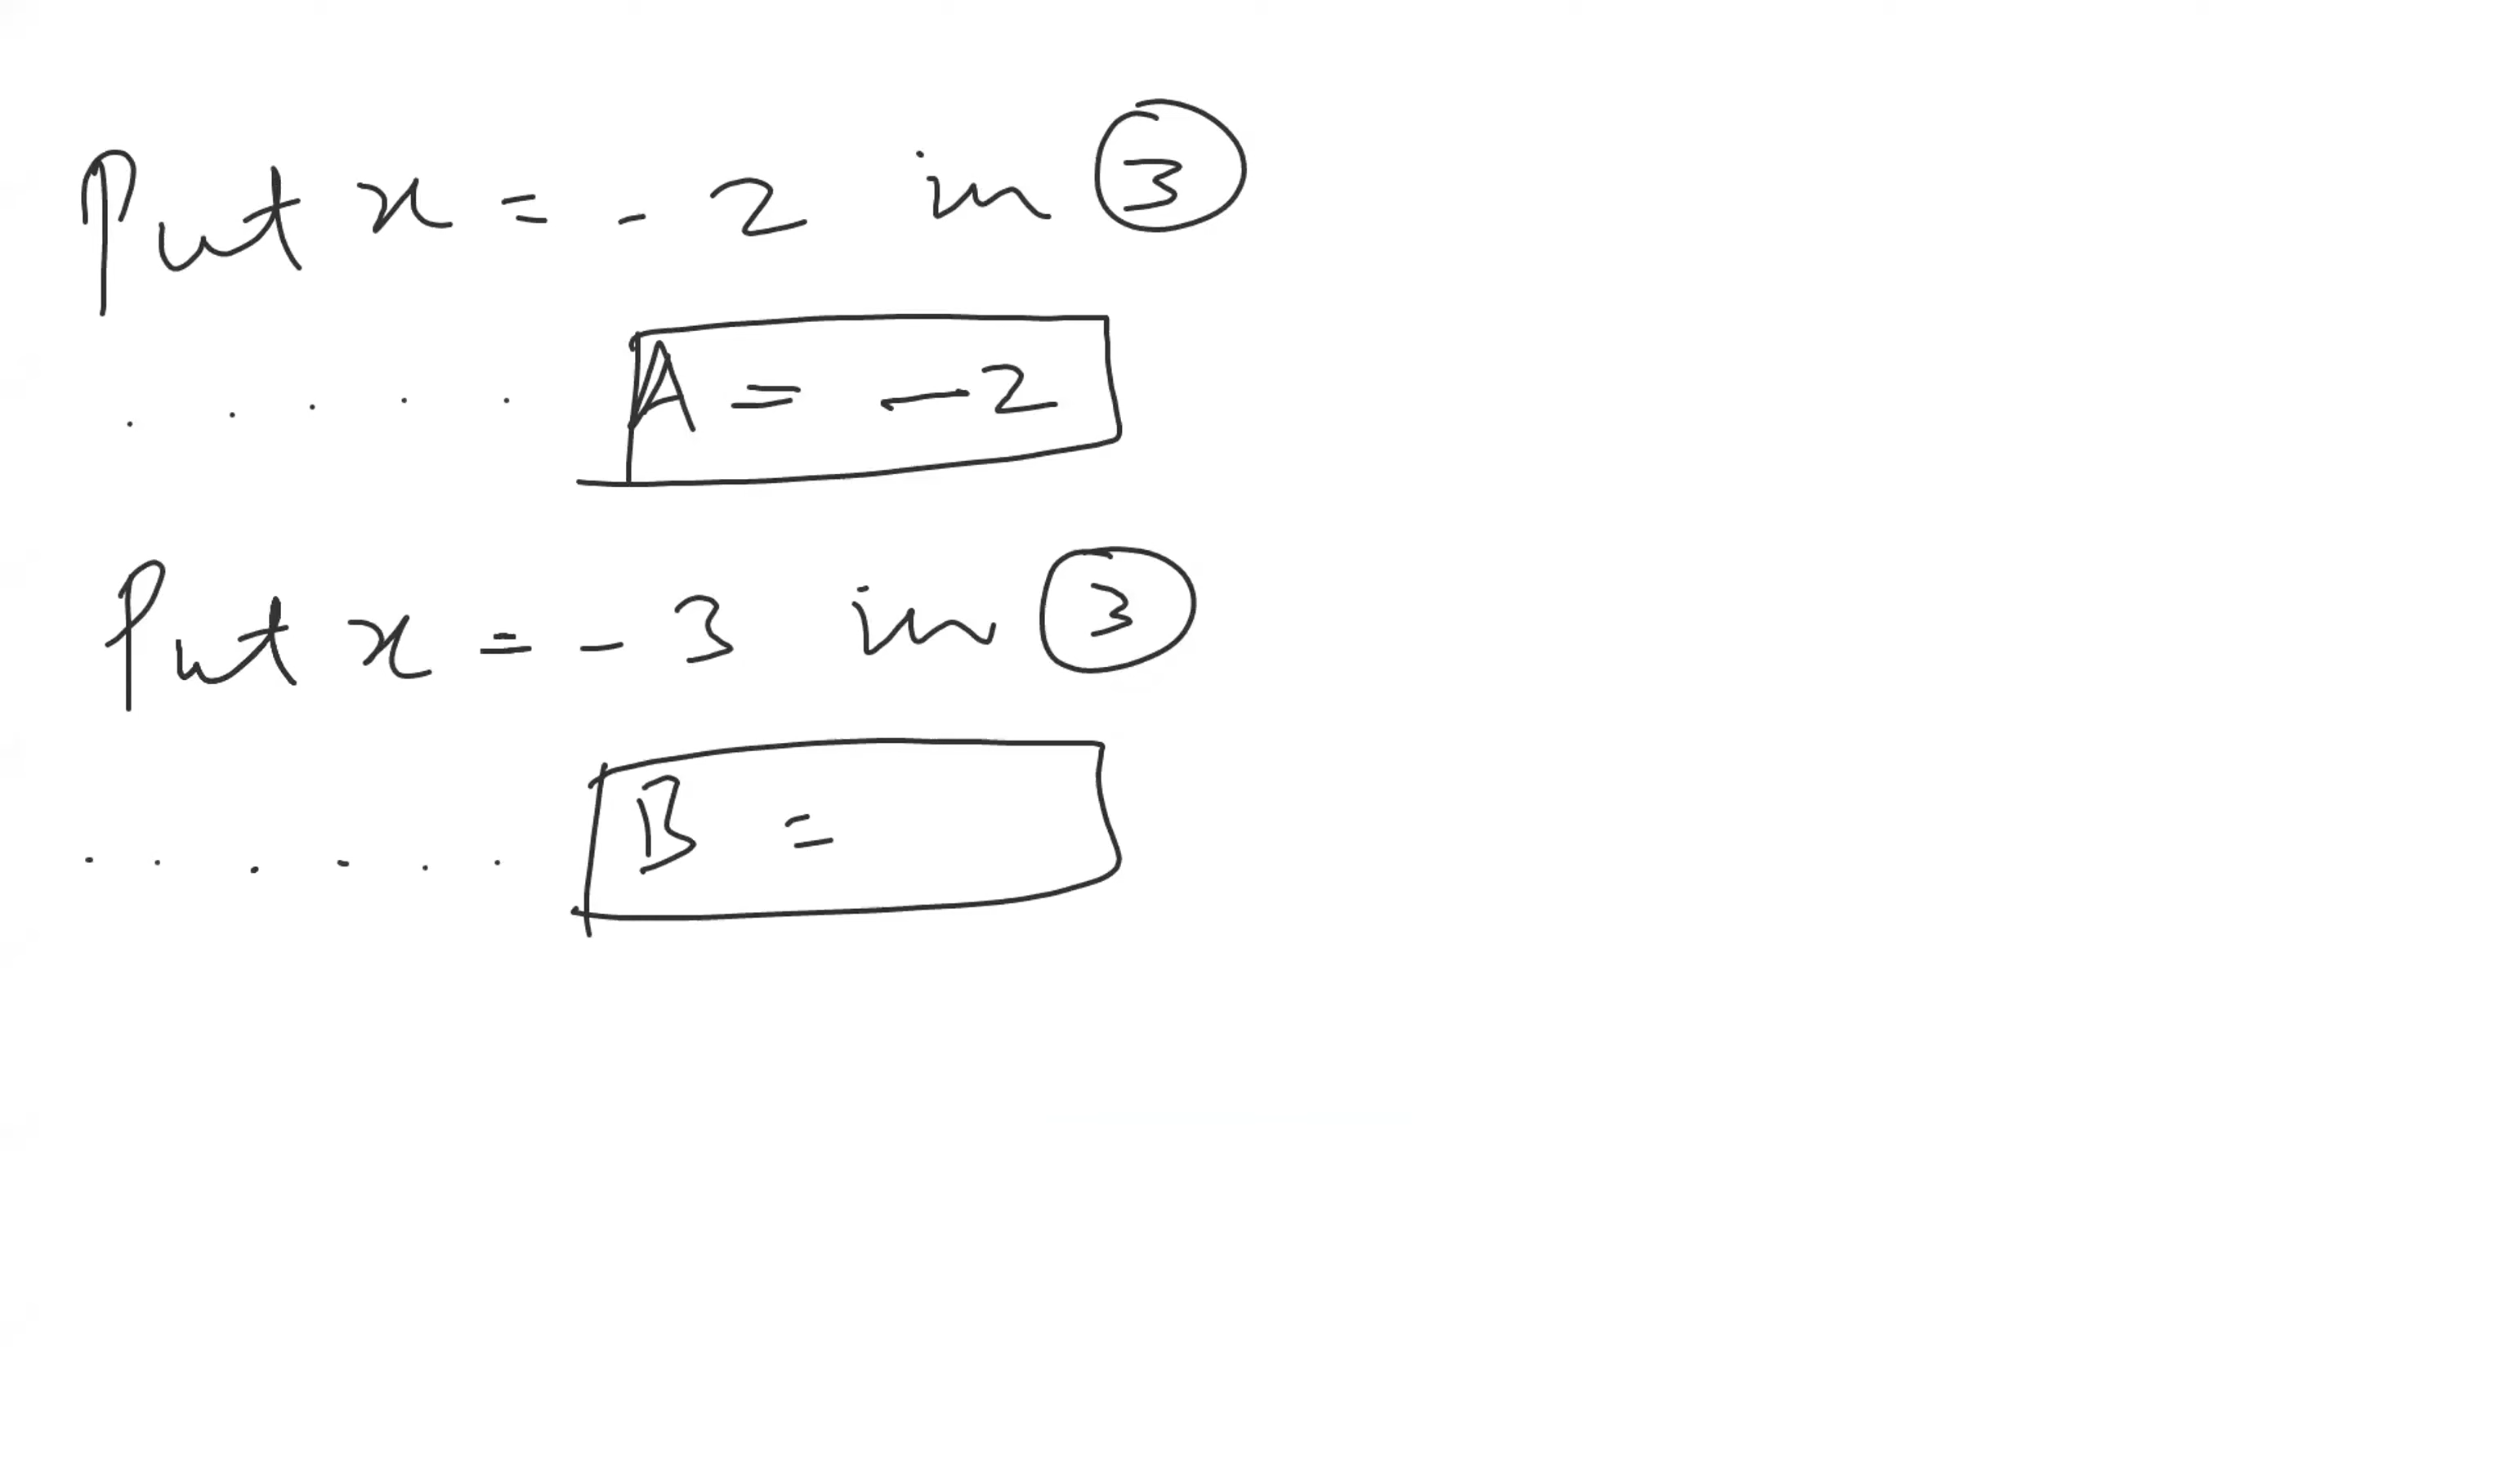 Put x = - 2 in ③
. . . . . A = -2
Put x = - 3 in ③
. . . . . . B =